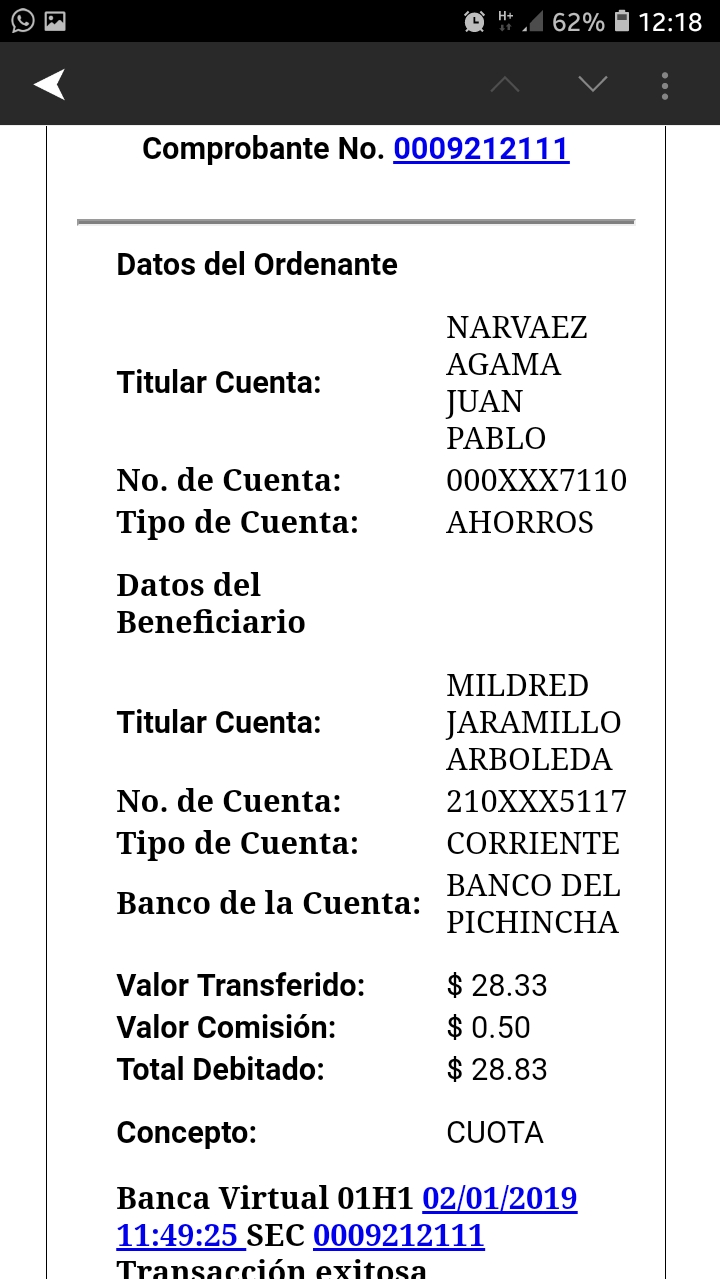 H+ 62% 12:18
Comprobante No. 0009212111
Datos del Ordenante
Titular Cuenta: NARVAEZ
AGAMA
JUAN
PABLO
No. de Cuenta: 000XXX7110
Tipo de Cuenta: AHORROS
Datos del
Beneficiario
Titular Cuenta: MILDRED
JARAMILLO
ARBOLEDA
No. de Cuenta: 210XXX5117
Tipo de Cuenta: CORRIENTE
Banco de la Cuenta: BANCO DEL
PICHINCHA
Valor Transferido: $ 28.33
Valor Comisión: $ 0.50
Total Debitado: $ 28.83
Concepto: CUOTA
Banca Virtual 01H1 02/01/2019
11:49:25 SEC 0009212111
Transacción exitosa